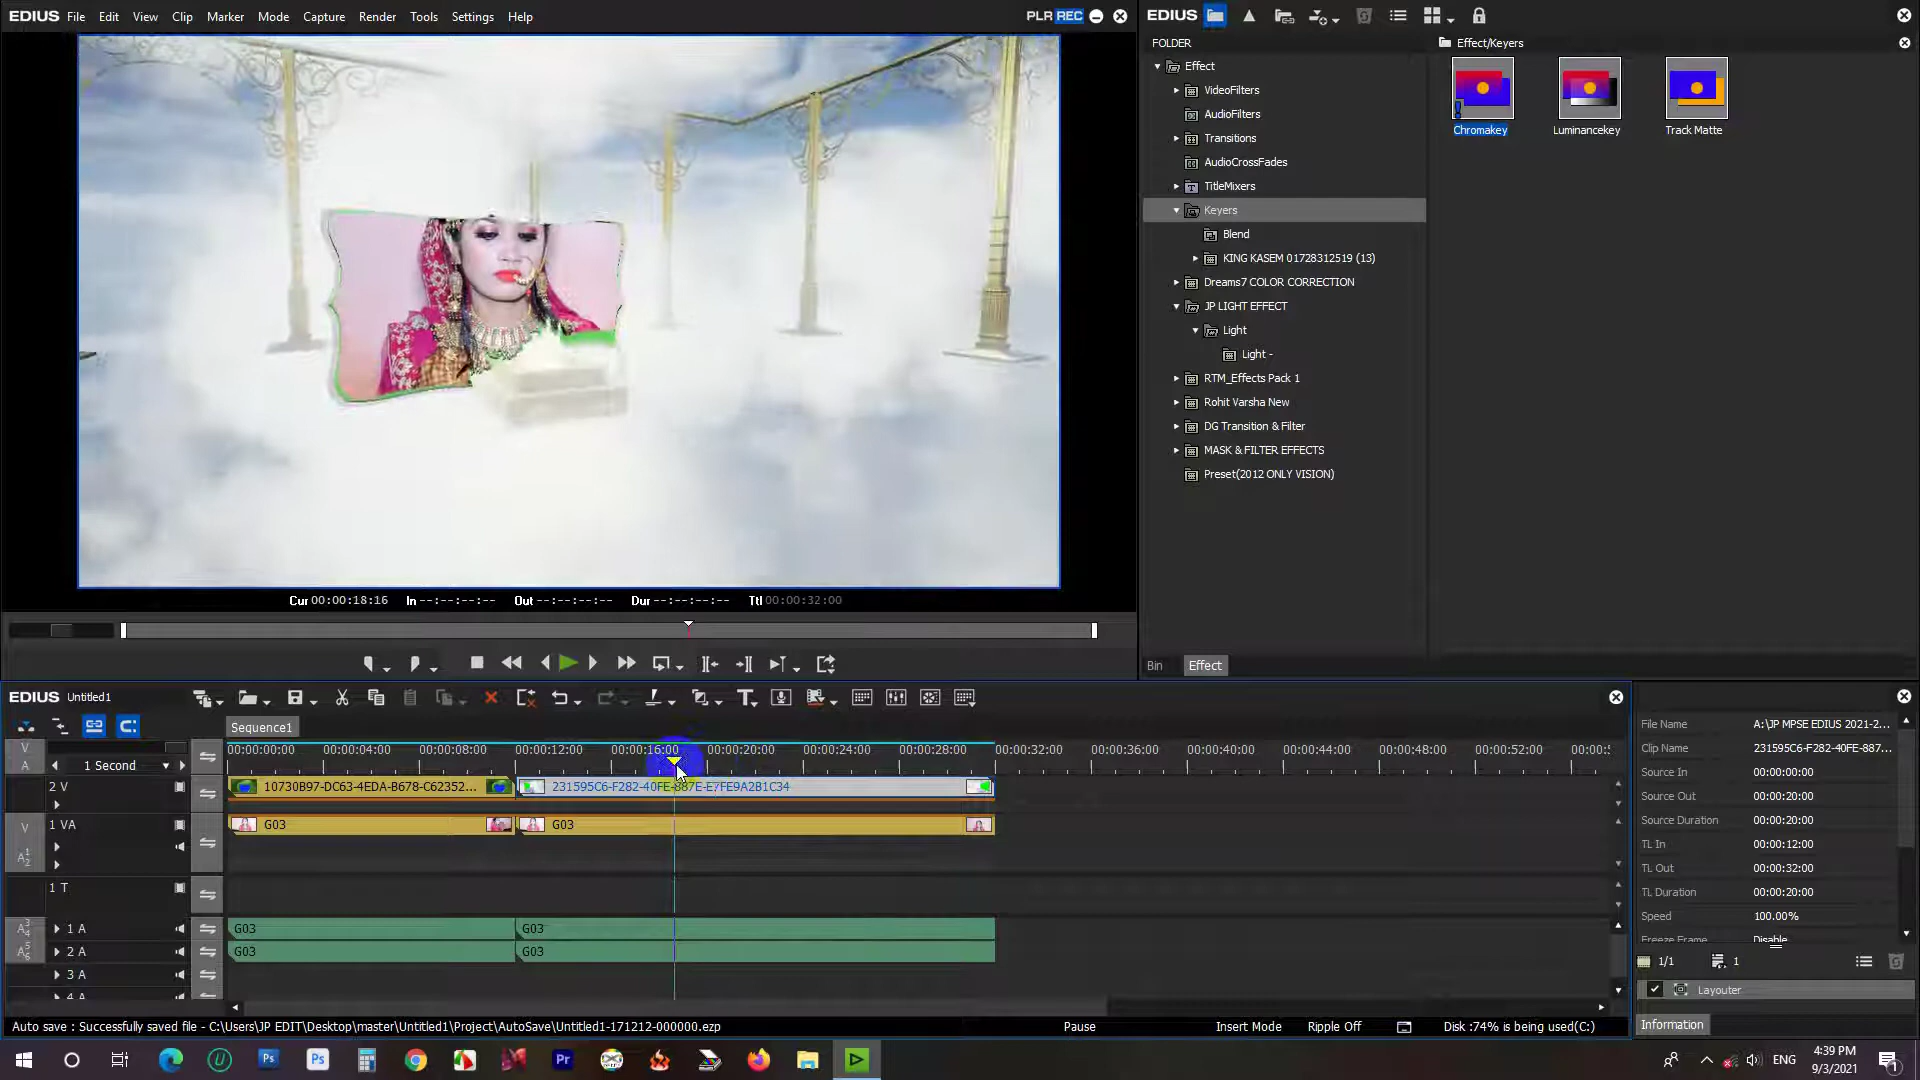 EDIUS File Edit View Clip Marker Mode Capture Render Tools Settings Help
PLR REC
EDIUS
FOLDER
Effect/Keyers
Effect
VideoFilters
AudioFilters
Transitions
AudioCrossFades
TitleMixers
Keyers
Blend
KING KASEM 01728312519 (13)
Dreams7 COLOR CORRECTION
JP LIGHT EFFECT
Light
Light -
RTM_Effects Pack 1
Rohit Varsha New
DG Transition & Filter
MASK & FILTER EFFECTS
Preset(2012 ONLY VISION)
Chromakey
Luminancekey
Track Matte
Cur 00:00:18:16 In --:--:--:-- Out --:--:--:-- Dur --:--:--:-- Ttl 00:00:32:00
Bin Effect
EDIUS Untitled1
Sequence1
V
A
1 Second
00:00:00:00 00:00:04:00 00:00:08:00 00:00:12:00 00:00:16:00 00:00:20:00 00:00:24:00 00:00:28:00 00:00:32:00 00:00:36:00 00:00:40:00 00:00:44:00 00:00:48:00 00:00:52:00
2 V
10730B97-DC63-4EDA-B678-C62352...
231595C6-F282-40FE-887E-E7FE9A2B1C34
V
1 VA
G03
G03
A1
2
1 T
A3
4
1 A
G03
G03
A5
6
2 A
G03
G03
3 A
4 A
File Name A:\JP MPSE EDIUS 2021-2...
Clip Name 231595C6-F282-40FE-887...
Source In 00:00:00:00
Source Out 00:00:20:00
Source Duration 00:00:20:00
TL In 00:00:12:00
TL Out 00:00:32:00
TL Duration 00:00:20:00
Speed 100.00%
Freeze Frame Disable
1/1 1
Layouter
Information
Auto save : Successfully saved file - C:\Users\JP EDIT\Desktop\master\Untitled1\Project\AutoSave\Untitled1-171212-000000.ezp
Pause
Insert Mode
Ripple Off
Disk :74% is being used(C:)
ENG
4:39 PM
9/3/2021